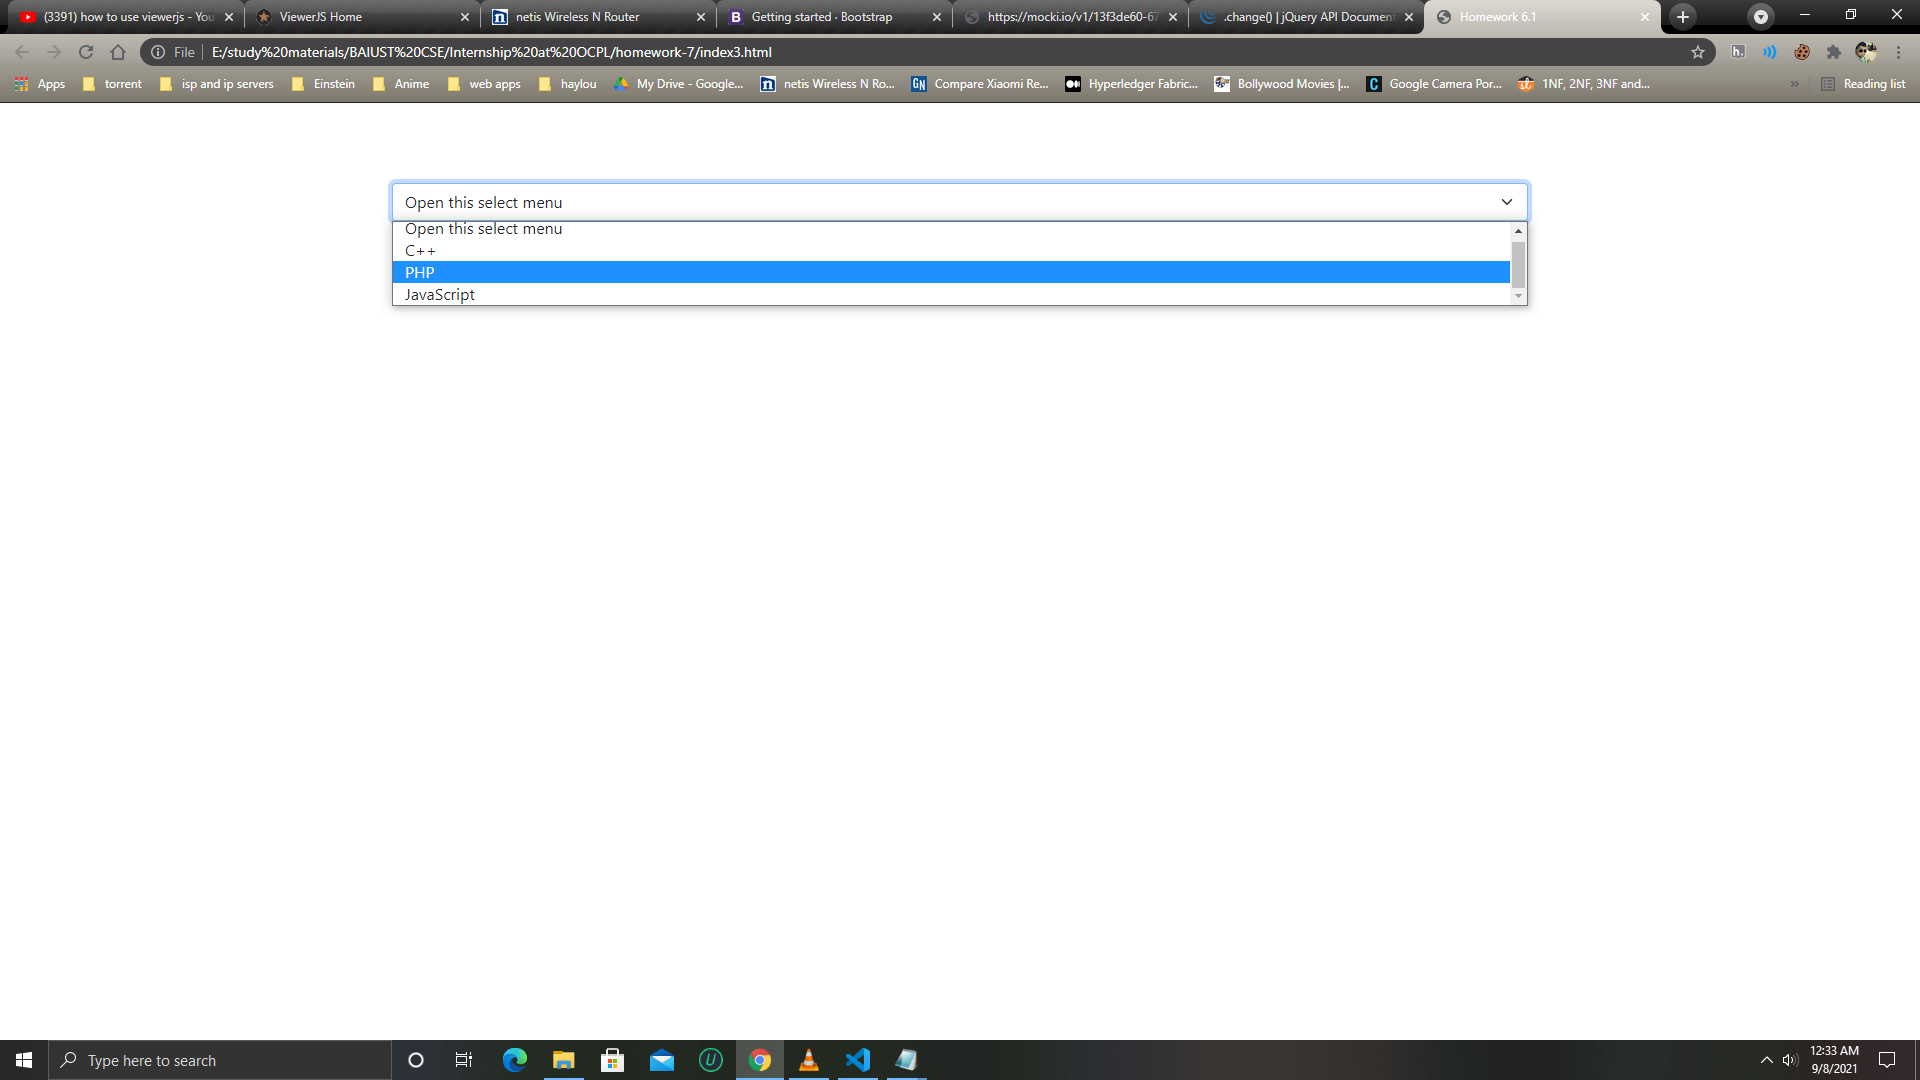 (3391) how to use viewerjs - You
ViewerJS Home
netis Wireless N Router
Getting started · Bootstrap
https://mocki.io/v1/13f3de60-67
.change() | jQuery API Document
Homework 6.1
File
E:/study%20materials/BAIUST%20CSE/Internship%20at%20OCPL/homework-7/index3.html
Apps
torrent
isp and ip servers
Einstein
Anime
web apps
haylou
My Drive - Google...
netis Wireless N Ro...
Compare Xiaomi Re...
Hyperledger Fabric...
Bollywood Movies |...
Google Camera Por...
1NF, 2NF, 3NF and...
»
Reading list
Open this select menu
Open this select menu
C++
PHP
JavaScript
Type here to search
12:33 AM
9/8/2021